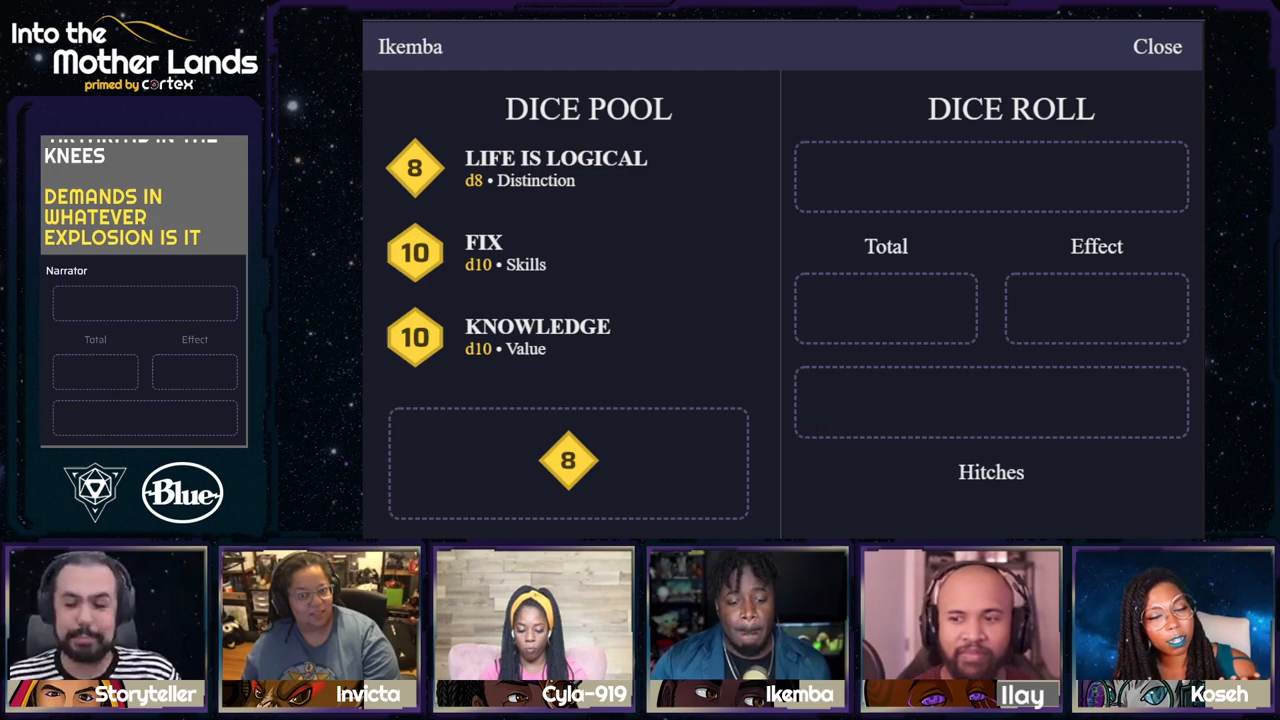 Into the
Mother Lands
primed by cortex
KNEES
DEMANDS IN
WHATEVER
EXPLOSION IS IT
Narrator
Total Effect
Blue
Ikemba Close
DICE POOL
8 LIFE IS LOGICAL
d8 • Distinction
10 FIX
d10 • Skills
10 KNOWLEDGE
d10 • Value
8
DICE ROLL
Total Effect
Hitches
Storyteller
Invicta
Cyla-919
Ikemba
Ilay
Koseh